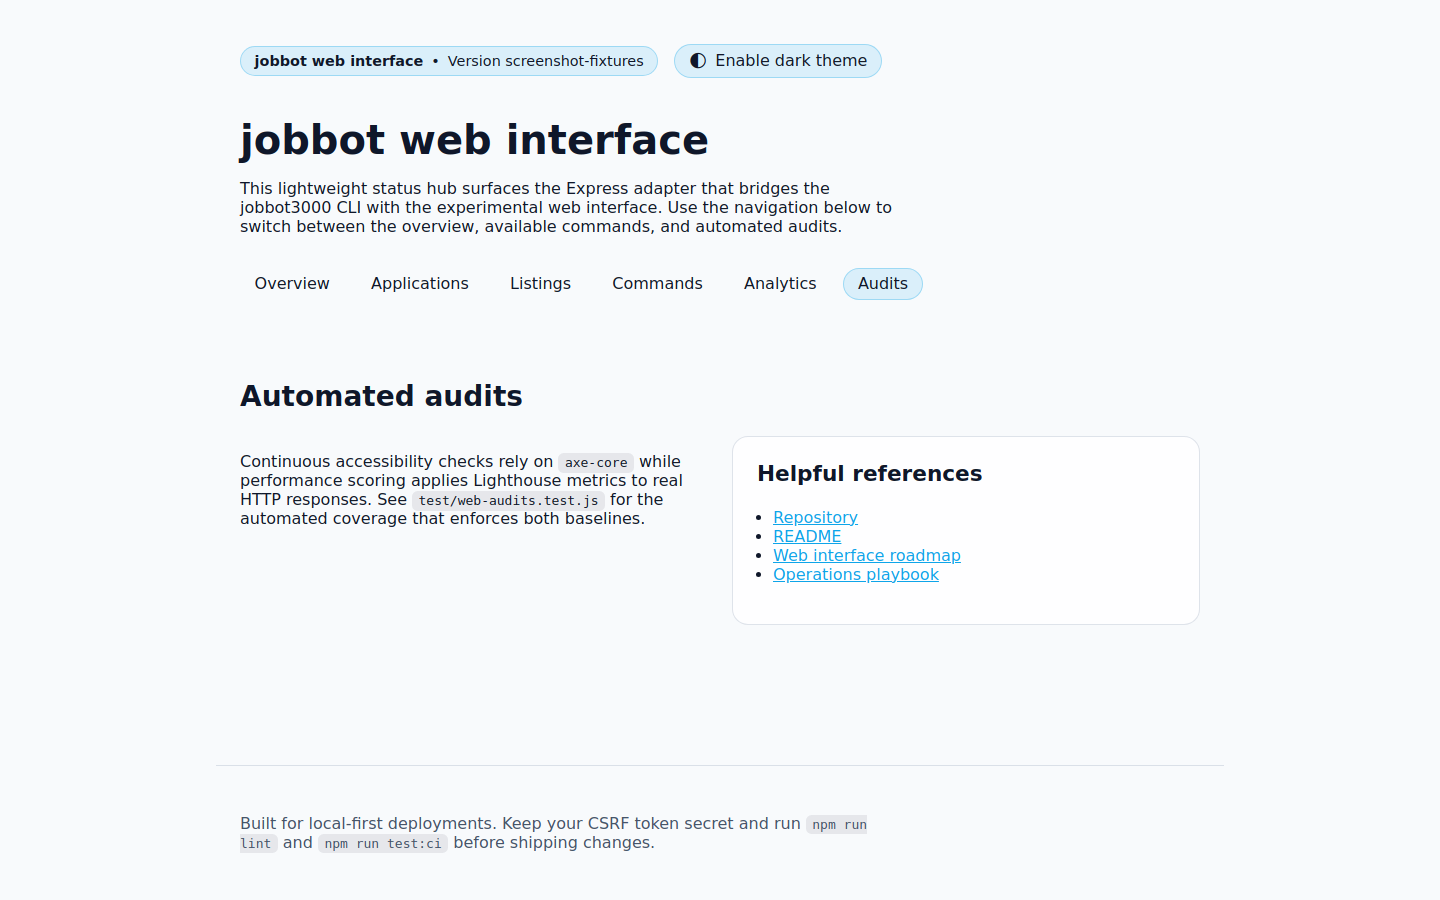 jobbot web interface • Version screenshot-fixtures
Enable dark theme
jobbot web interface
This lightweight status hub surfaces the Express adapter that bridges the
jobbot3000 CLI with the experimental web interface. Use the navigation below to
switch between the overview, available commands, and automated audits.
Overview Applications Listings Commands Analytics Audits
Automated audits
Continuous accessibility checks rely on axe-core while
performance scoring applies Lighthouse metrics to real
HTTP responses. See test/web-audits.test.js for the
automated coverage that enforces both baselines.
Helpful references
Repository
README
Web interface roadmap
Operations playbook
Built for local-first deployments. Keep your CSRF token secret and run npm run
lint and npm run test:ci before shipping changes.